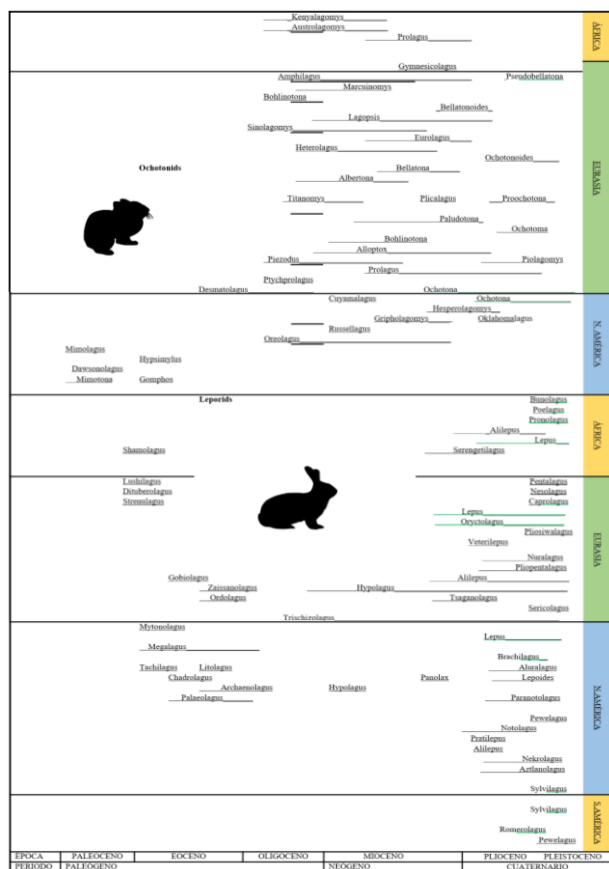 Kenyalagomys
Austrolagomys
Prolagus
Gymnesicolagus
ÁFRICA
Amphilagus Pseudobellatona
Marcuinomys
Bohlinotona
Bellatonoides
Lagopsis
Sinolagomys
Eurolagus
Heterolagus
Ochotonoides
Ochotonids
Bellatona
Albertona
Titanomys Plicalagus Proochotona
Paludotona
Ochotoma
Bohlinotona
Alloptox
Piezodus Piolagomys
Prolagus
Ptychprolagus
Desmatolagus Ochotona
EURASIA
Cuyamalagus Ochotona
Hesperolagomys
Gripholagomys Oklahomalagus
Russellagus
Oreolagus
Mimolagus
Hypsimylus
Dawsonolagus
Mimotona Gomphos
N. AMÉRICA
Leporids Bunolagus
Poelagus
Pronolagus
Alilepus
Lepus
Shamolagus Serengetilagus
ÁFRICA
Lushilagus Pentalagus
Ditoberolagus Nesolagus
Strenulagus Caprolagus
Lepus
Oryctolagus
Pliosiwalagus
Veterilepus
Nuralagus
Pliopentalagus
Gobiolagus Alilepus
Zaissanolagus Hypolagus
Ordolagus Tsaganolagus
Sericolagus
Trischizolagus
EURASIA
Mytonolagus
Lepus
Megalagus
Brachilagus
Tachilagus Litolagus Aluralagus
Chadrolagus Panolax Lepoides
Archaenolagus Hypolagus
Palaeolagus Paranotolagus
Pewelagus
Notolagus
Pratilepus
Alilepus
Nekrolagus
Aztlanolagus
Sylvilagus
N.AMÉRICA
Sylvilagus
Romerolagus
Pewelagus
S.AMÉRICA
ÉPOCA PALEOCENO EOCENO OLIGOCENO MIOCENO PLIOCENO PLEISTOCENO
PERIODO PALEÓGENO NEÓGENO CUATERNARIO